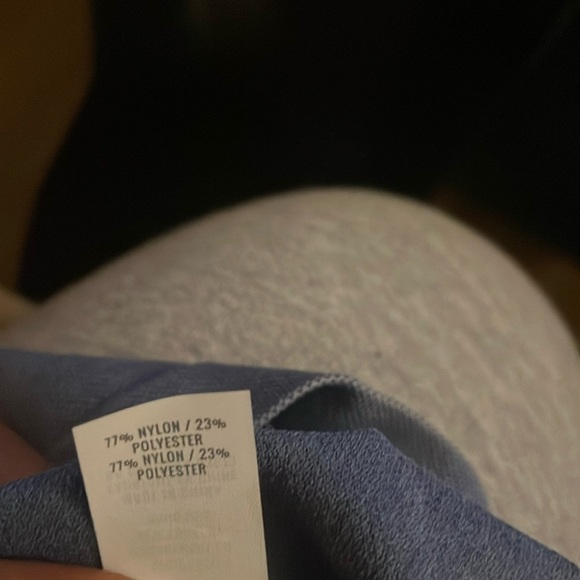 77% NYLON / 23%
POLYESTER
77% NYLON / 23%
POLYESTER